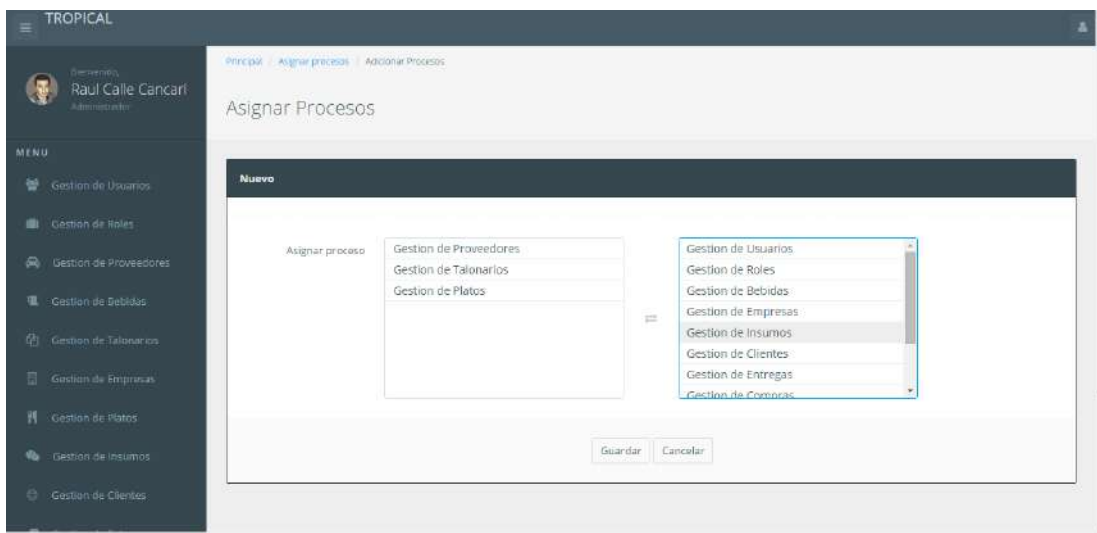 TROPICAL
Bienvenido,
Raul Calle Cancari
Administrador
MENU
Gestion de Usuarios
Gestion de Roles
Gestion de Proveedores
Gestion de Bebidas
Gestion de Talonarios
Gestion de Empresas
Gestion de Platos
Gestion de Insumos
Gestion de Clientes
Principal / Asignar procesos / Adicionar Procesos
Asignar Procesos
Nuevo
Asignar proceso
Gestion de Proveedores
Gestion de Talonarios
Gestion de Platos
Gestion de Usuarios
Gestion de Roles
Gestion de Bebidas
Gestion de Empresas
Gestion de Insumos
Gestion de Clientes
Gestion de Entregas
Gestion de Compras
Guardar
Cancelar